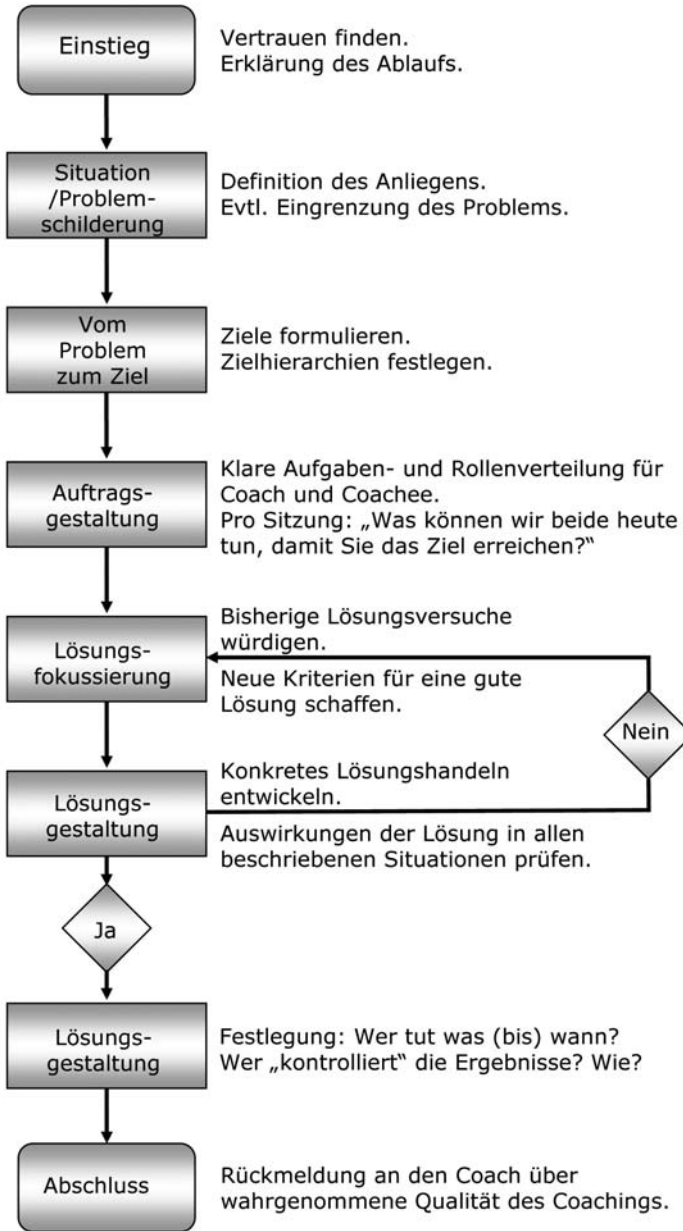 Einstieg
Vertrauen finden.
Erklärung des Ablaufs.
Situation
/Problem-
schilderung
Definition des Anliegens.
Evtl. Eingrenzung des Problems.
Vom
Problem
zum Ziel
Ziele formulieren.
Zielhierarchien festlegen.
Auftrags-
gestaltung
Klare Aufgaben- und Rollenverteilung für
Coach und Coachee.
Pro Sitzung: „Was können wir beide heute
tun, damit Sie das Ziel erreichen?“
Lösungs-
fokussierung
Bisherige Lösungsversuche
würdigen.
Neue Kriterien für eine gute
Lösung schaffen.
Nein
Lösungs-
gestaltung
Konkretes Lösungshandeln
entwickeln.
Auswirkungen der Lösung in allen
beschriebenen Situationen prüfen.
Ja
Lösungs-
gestaltung
Festlegung: Wer tut was (bis) wann?
Wer „kontrolliert“ die Ergebnisse? Wie?
Abschluss
Rückmeldung an den Coach über
wahrgenommene Qualität des Coachings.